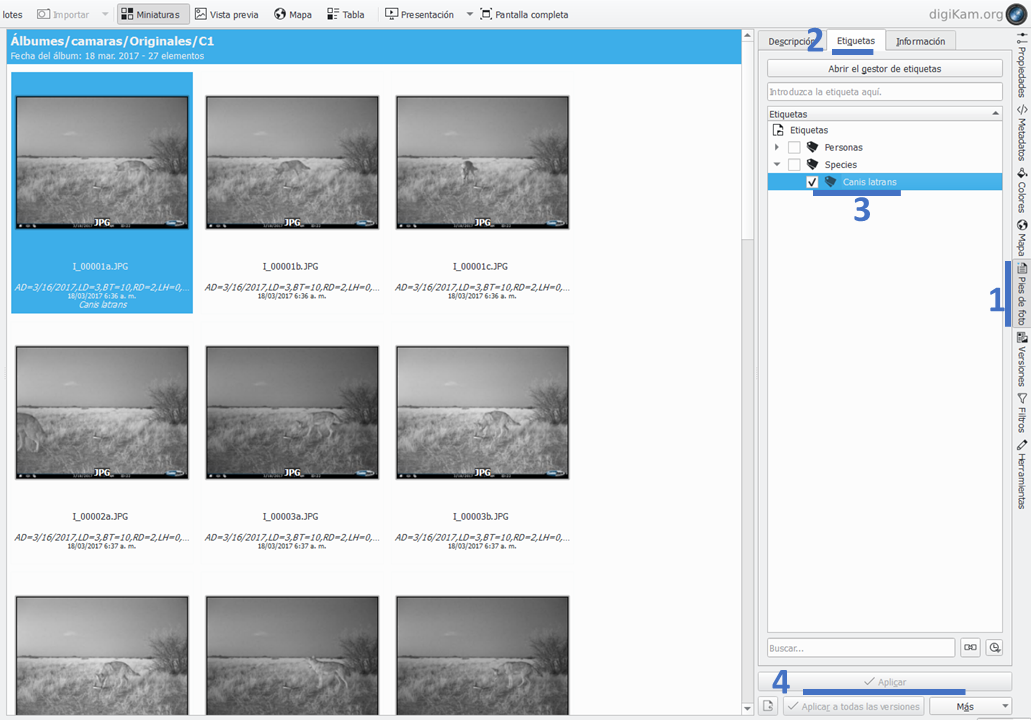 lotes
Importar
Miniaturas
Vista previa
Mapa
Tabla
Presentación
Pantalla completa
digiKam.org
Álbumes/camaras/Originales/C1
Fecha del álbum: 18 mar. 2017 - 27 elementos
JPG
JPG
JPG
I_00001a.JPG
I_00001b.JPG
I_00001c.JPG
AD=3/16/2017,LD=3,BT=10,RD=2,LH=0,...
AD=3/16/2017,LD=3,BT=10,RD=2,LH=0,...
AD=3/16/2017,LD=3,BT=10,RD=2,LH=0,...
18/03/2017 6:36 a. m.
18/03/2017 6:36 a. m.
18/03/2017 6:36 a. m.
Canis latrans
JPG
JPG
JPG
I_00002a.JPG
I_00003a.JPG
I_00003b.JPG
AD=3/16/2017,LD=3,BT=10,RD=2,LH=0,...
AD=3/16/2017,LD=3,BT=10,RD=2,LH=0,...
AD=3/16/2017,LD=3,BT=10,RD=2,LH=0,...
18/03/2017 6:37 a. m.
18/03/2017 6:37 a. m.
18/03/2017 6:37 a. m.
Descripción
2
Etiquetas
Información
Abrir el gestor de etiquetas
Introduzca la etiqueta aquí.
Etiquetas
Etiquetas
Personas
Species
Canis latrans
3
Buscar...
4
Aplicar
Aplicar a todas las versiones
Más
Propiedades
Metadatos
Colores
Mapa
1
Pies de foto
Versiones
Filtros
Herramientas